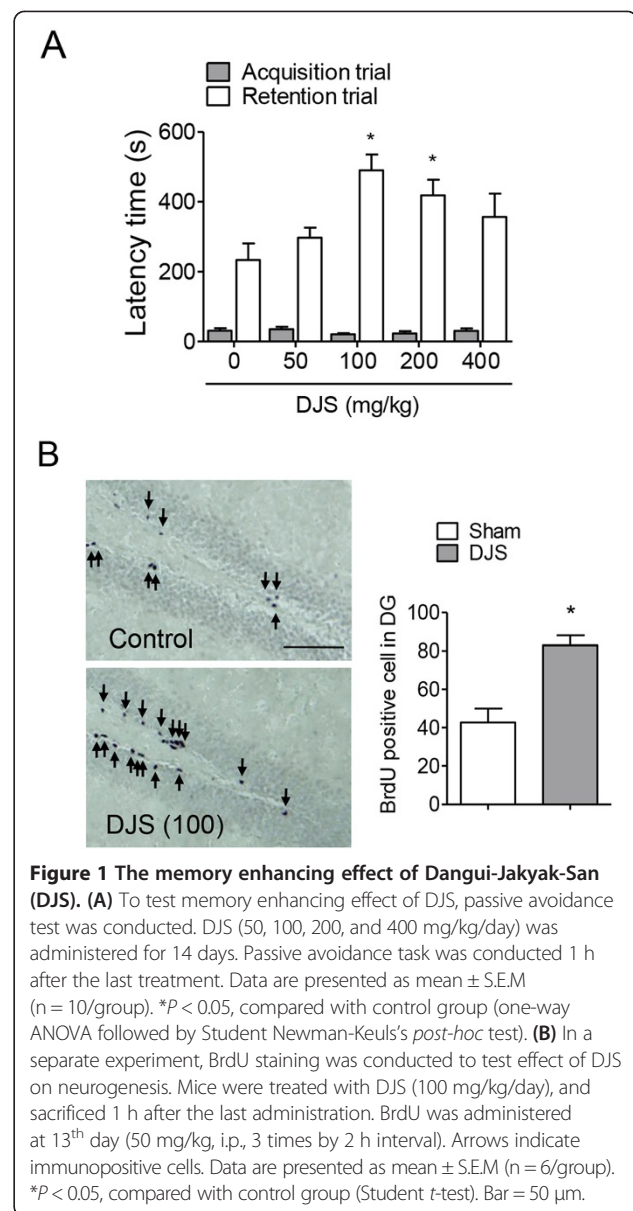 A
Acquisition trial
Retention trial
Latency time (s)
600
400
200
0
* *
0 50 100 200 400
DJS (mg/kg)
B
Control
DJS (100)
Sham
DJS
BrdU positive cell in DG
100
80
60
40
20
0
*
Figure 1 The memory enhancing effect of Dangui-Jakyak-San
(DJS). (A) To test memory enhancing effect of DJS, passive avoidance
test was conducted. DJS (50, 100, 200, and 400 mg/kg/day) was
administered for 14 days. Passive avoidance task was conducted 1 h
after the last treatment. Data are presented as mean ± S.E.M
(n = 10/group). *P < 0.05, compared with control group (one-way
ANOVA followed by Student Newman-Keuls's post-hoc test). (B) In a
separate experiment, BrdU staining was conducted to test effect of DJS
on neurogenesis. Mice were treated with DJS (100 mg/kg/day), and
sacrificed 1 h after the last administration. BrdU was administered
at 13th day (50 mg/kg, i.p., 3 times by 2 h interval). Arrows indicate
immunopositive cells. Data are presented as mean ± S.E.M (n = 6/group).
*P < 0.05, compared with control group (Student t-test). Bar = 50 μm.